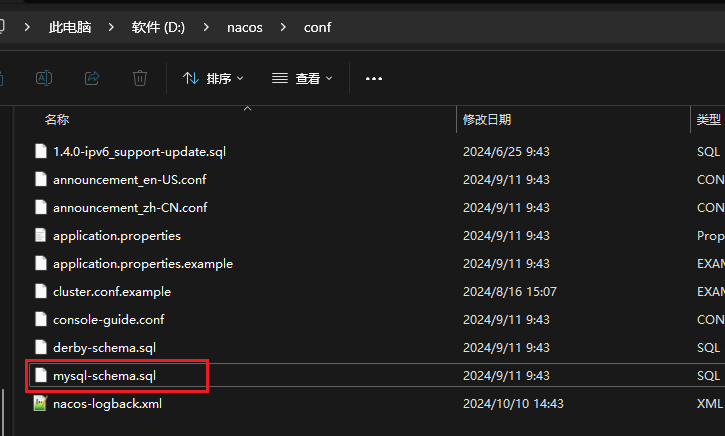 此电脑 > 软件 (D:) > nacos > conf
排序 查看 •••
名称 修改日期 类型
1.4.0-ipv6_support-update.sql 2024/6/25 9:43 SQL
announcement_en-US.conf 2024/9/11 9:43 CON
announcement_zh-CN.conf 2024/9/11 9:43 CON
application.properties 2024/9/11 9:43 Prop
application.properties.example 2024/9/11 9:43 EXAM
cluster.conf.example 2024/8/16 15:07 EXAM
console-guide.conf 2024/9/11 9:43 CON
derby-schema.sql 2024/9/11 9:43 SQL
mysql-schema.sql 2024/9/11 9:43 SQL
nacos-logback.xml 2024/10/10 14:43 XML